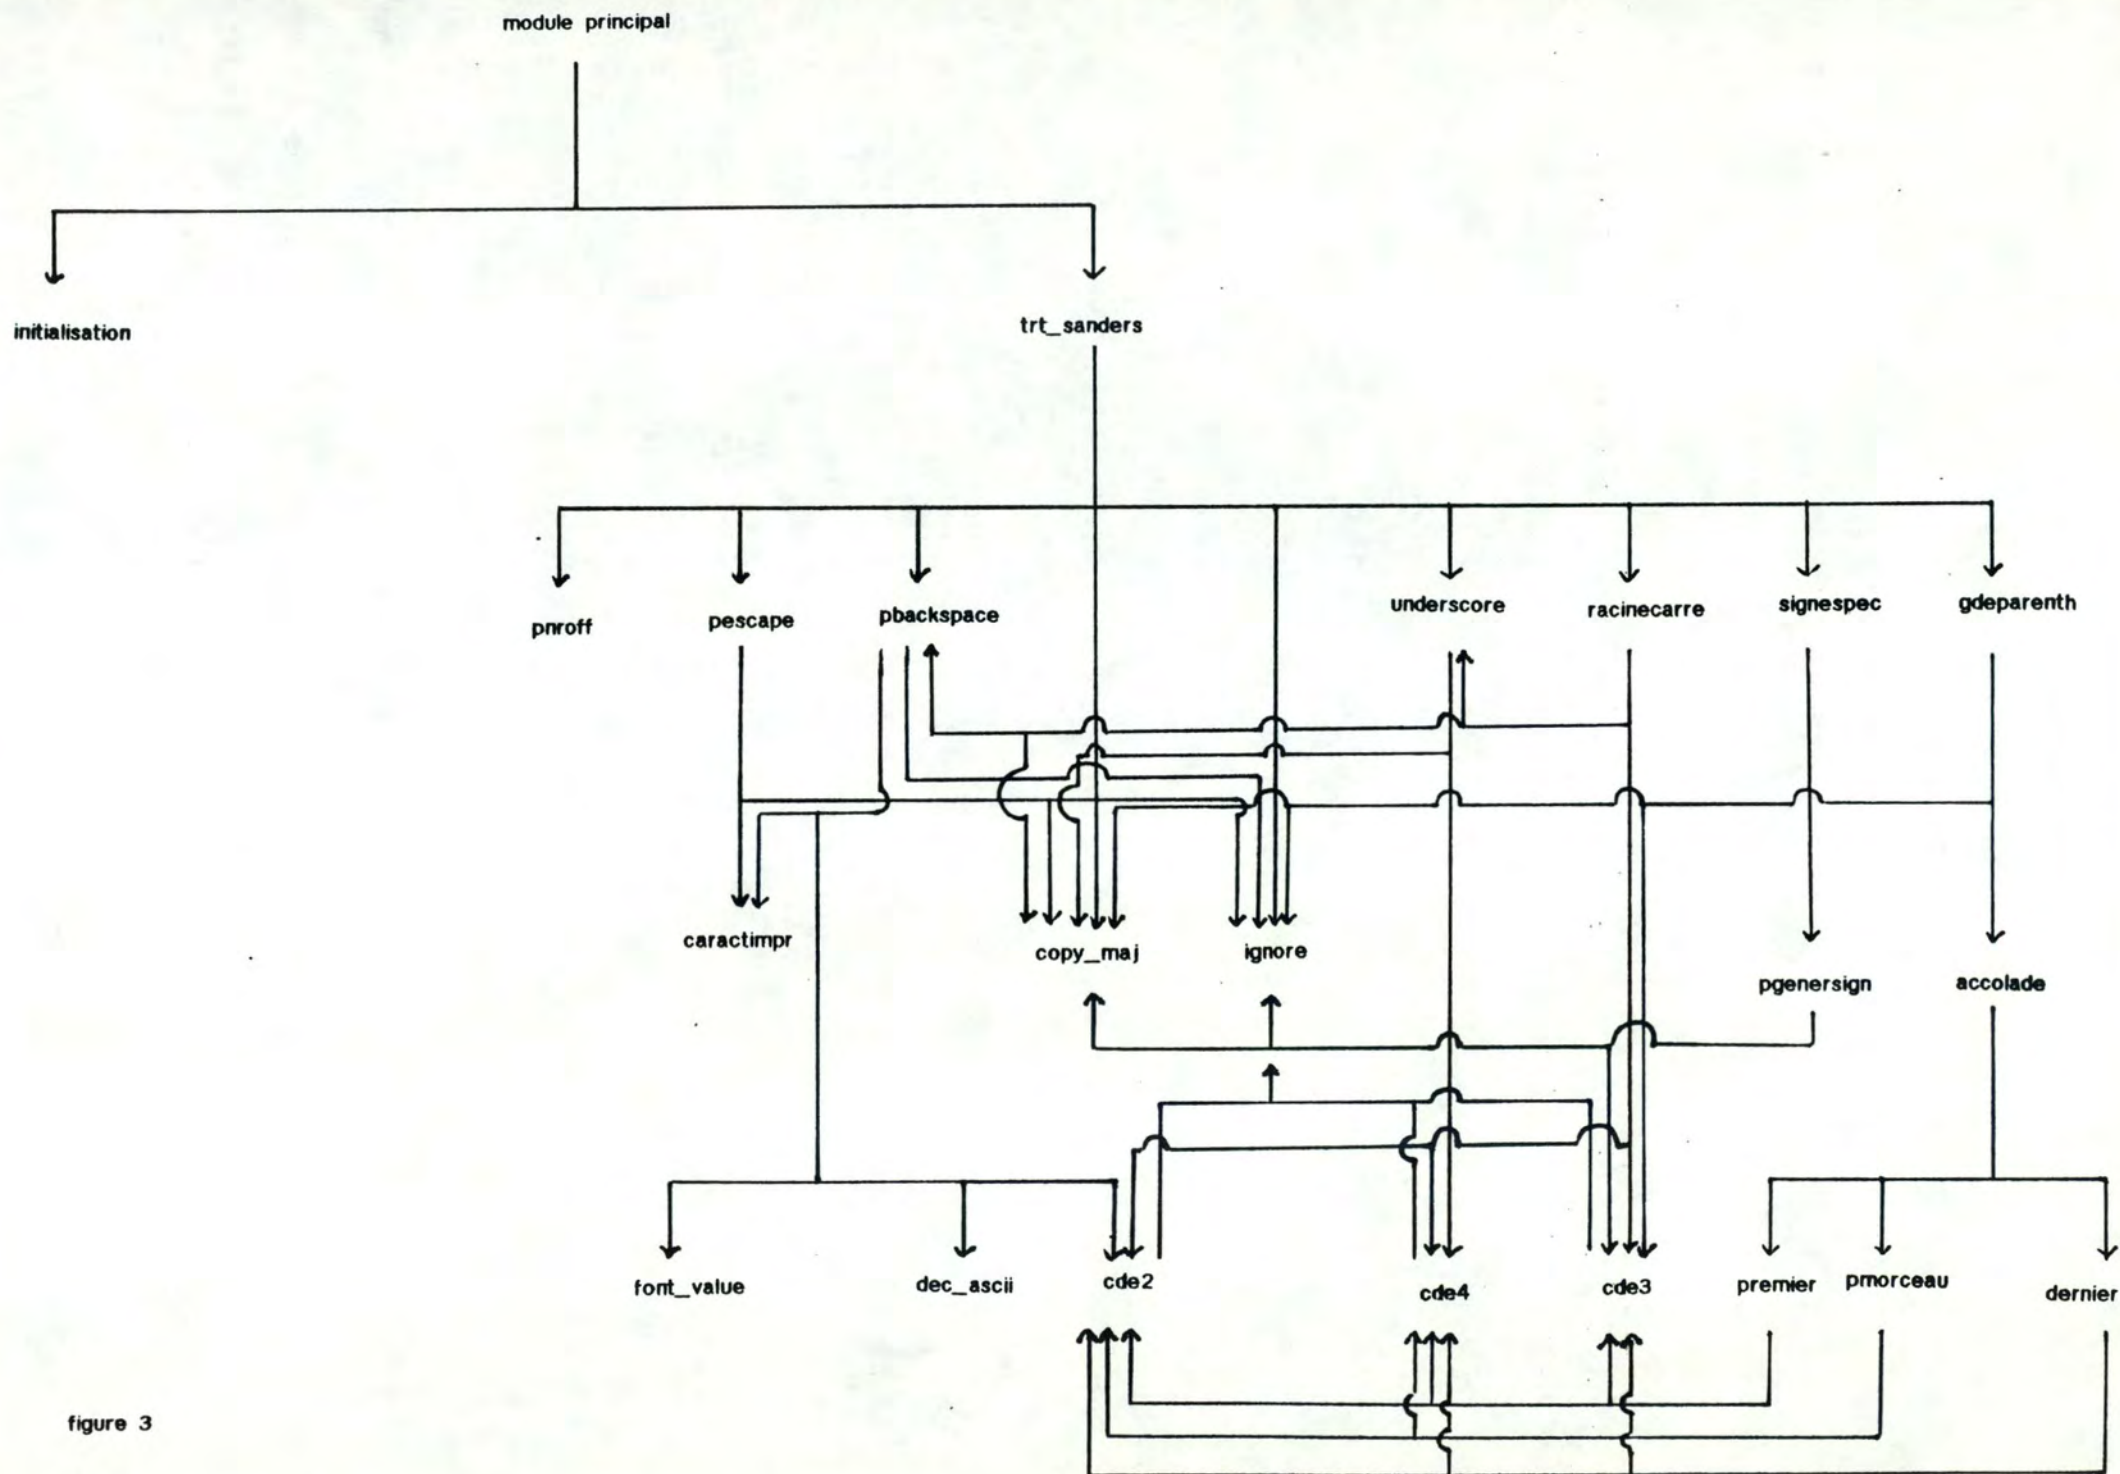 module principal
initialisation
trt_sanders
pnroff
pescape
pbackspace
underscore
racinecarre
signespec
gdeparenth
caractimpr
copy_maj
ignore
pgenersign
accolade
font_value
dec_ascii
cde2
cde4
cde3
premier
pmorceau
dernier
figure 3